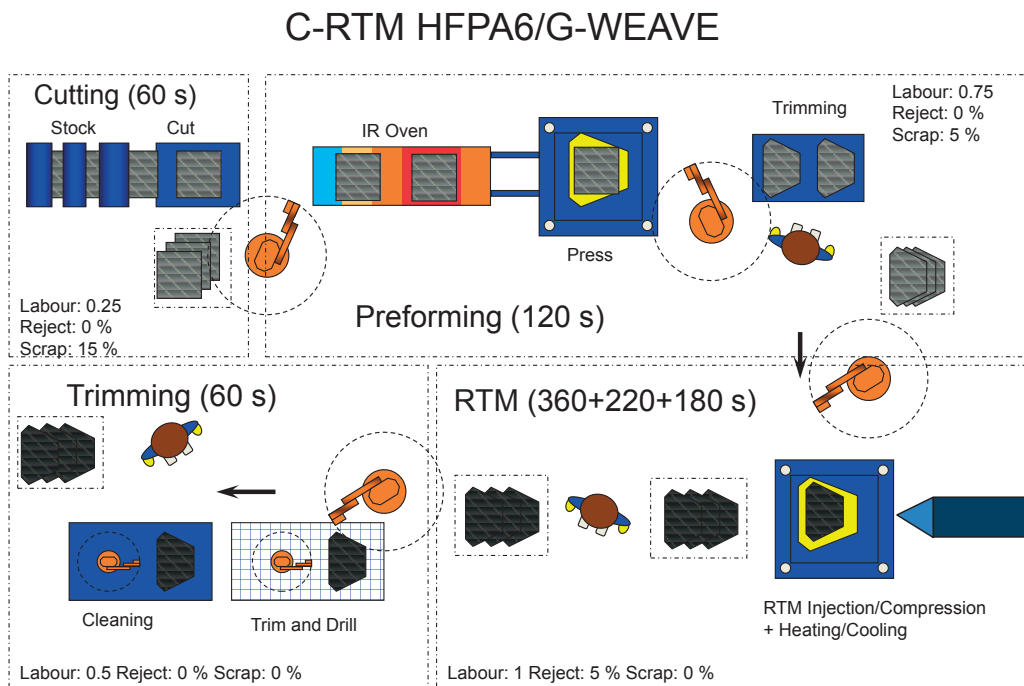 C-RTM HFPA6/G-WEAVE
Cutting (60 s)
Stock
Cut
Labour: 0.25
Reject: 0 %
Scrap: 15 %
IR Oven
Press
Trimming
Labour: 0.75
Reject: 0 %
Scrap: 5 %
Preforming (120 s)
Trimming (60 s)
Cleaning
Trim and Drill
Labour: 0.5 Reject: 0 % Scrap: 0 %
RTM (360+220+180 s)
RTM Injection/Compression
+ Heating/Cooling
Labour: 1 Reject: 5 % Scrap: 0 %